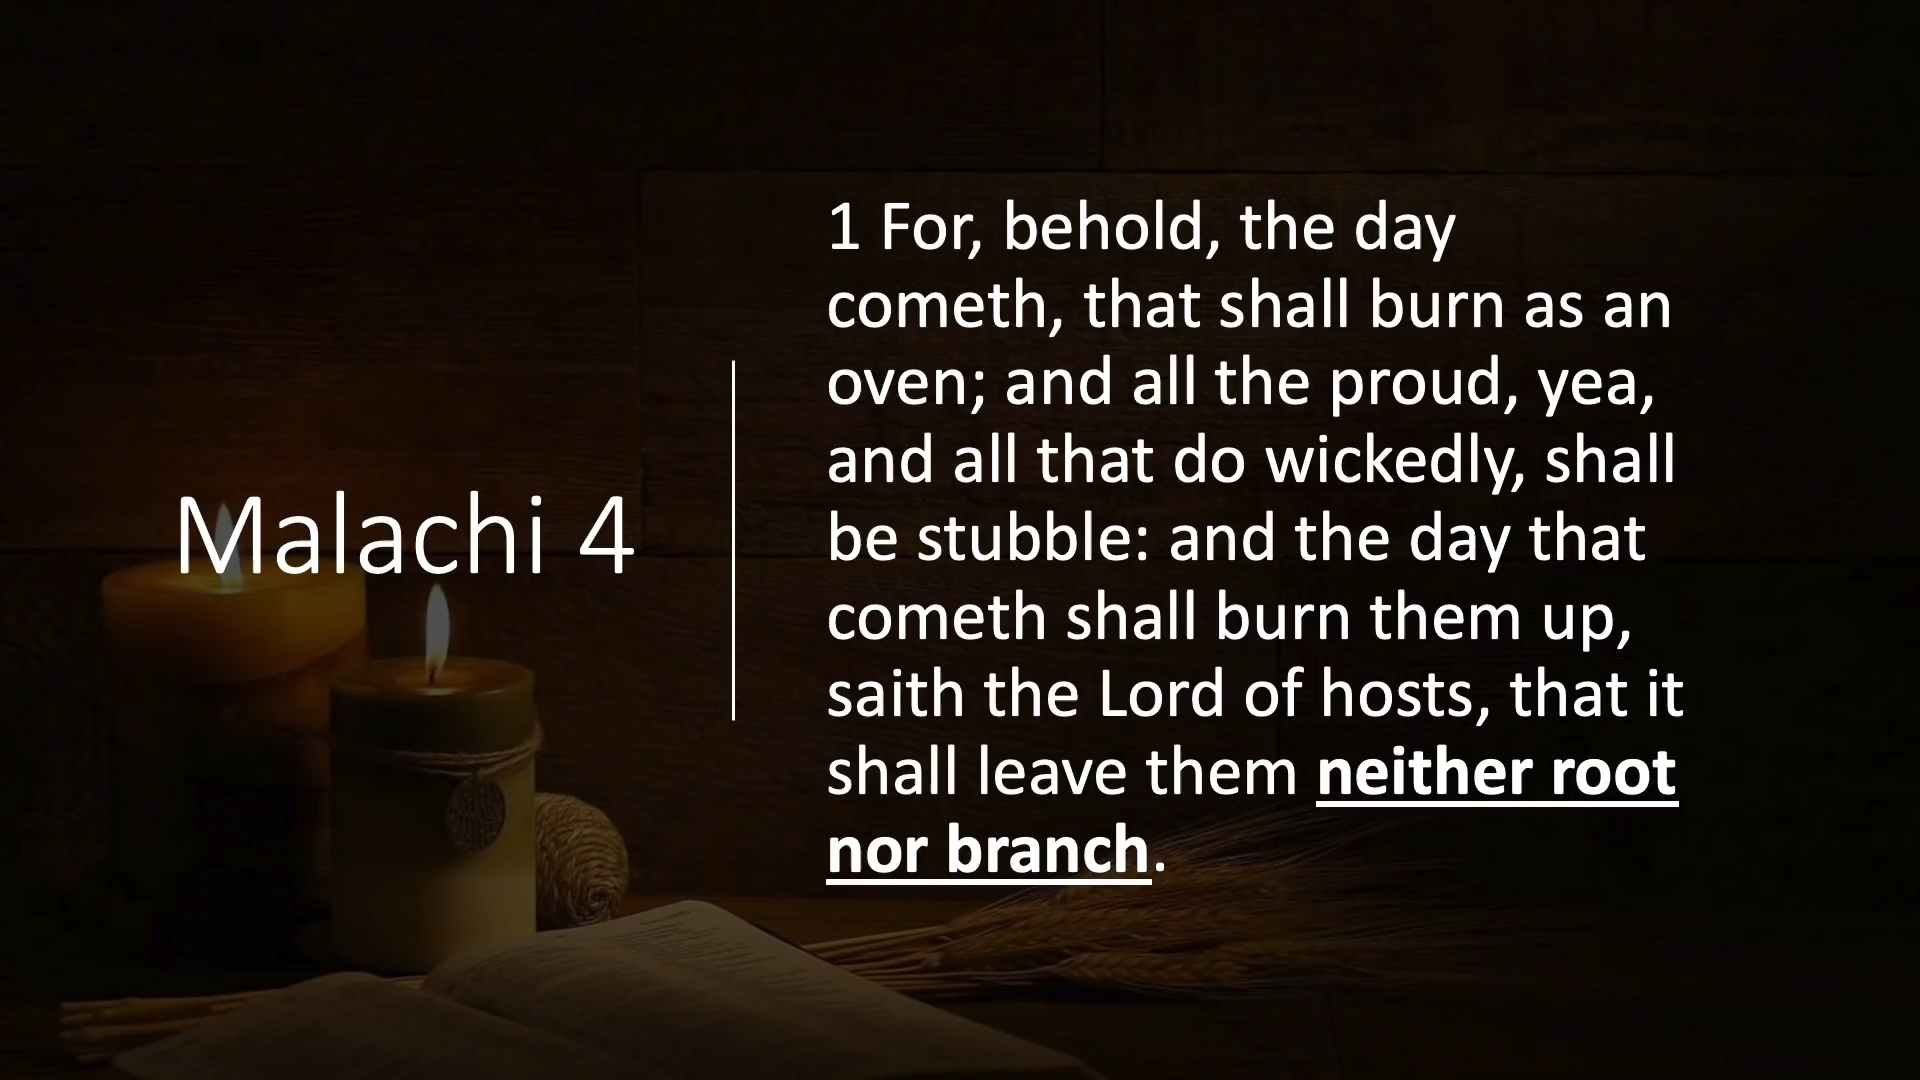 Malachi 4
1 For, behold, the day
cometh, that shall burn as an
oven; and all the proud, yea,
and all that do wickedly, shall
be stubble: and the day that
cometh shall burn them up,
saith the Lord of hosts, that it
shall leave them neither root
nor branch.